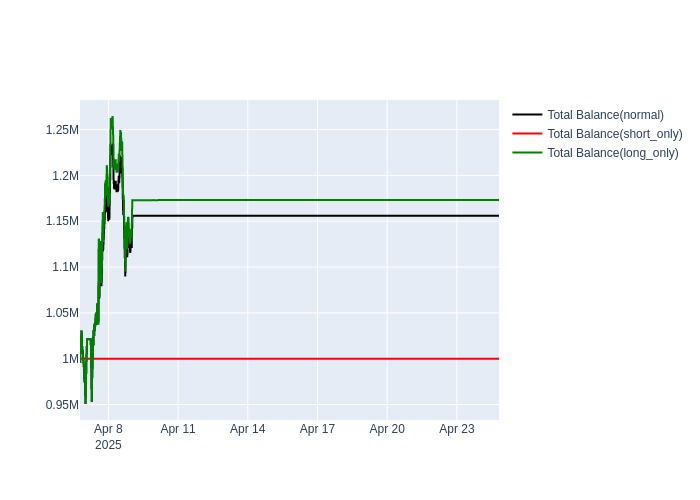 Total Balance(normal)
Total Balance(short_only)
Total Balance(long_only)
1.25M
1.2M
1.15M
1.1M
1.05M
1M
0.95M
Apr 8
2025
Apr 11
Apr 14
Apr 17
Apr 20
Apr 23